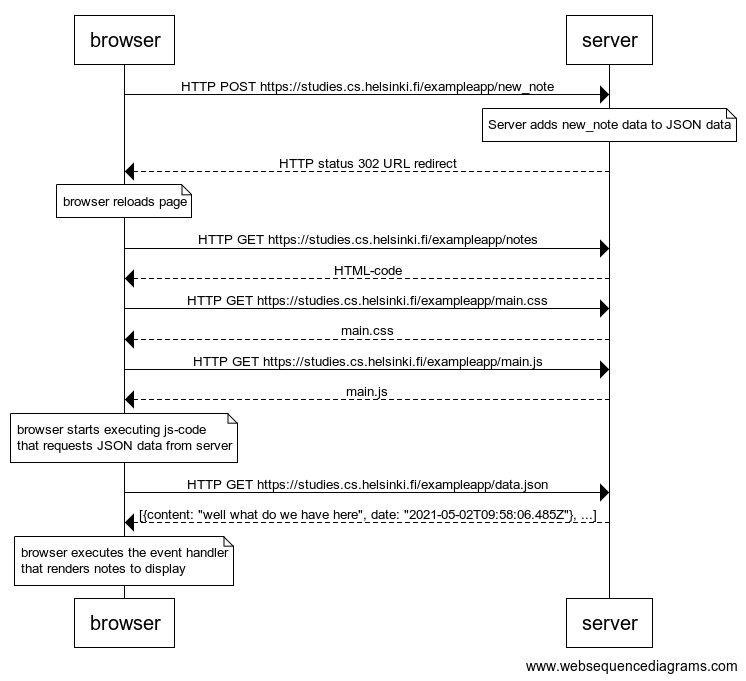 browser
server
HTTP POST https://studies.cs.helsinki.fi/exampleapp/new_note
Server adds new_note data to JSON data
HTTP status 302 URL redirect
browser reloads page
HTTP GET https://studies.cs.helsinki.fi/exampleapp/notes
HTML-code
HTTP GET https://studies.cs.helsinki.fi/exampleapp/main.css
main.css
HTTP GET https://studies.cs.helsinki.fi/exampleapp/main.js
main.js
browser starts executing js-code
that requests JSON data from server
HTTP GET https://studies.cs.helsinki.fi/exampleapp/data.json
[{content: "well what do we have here", date: "2021-05-02T09:58:06.485Z"}, ...]
browser executes the event handler
that renders notes to display
browser
server
www.websequencediagrams.com